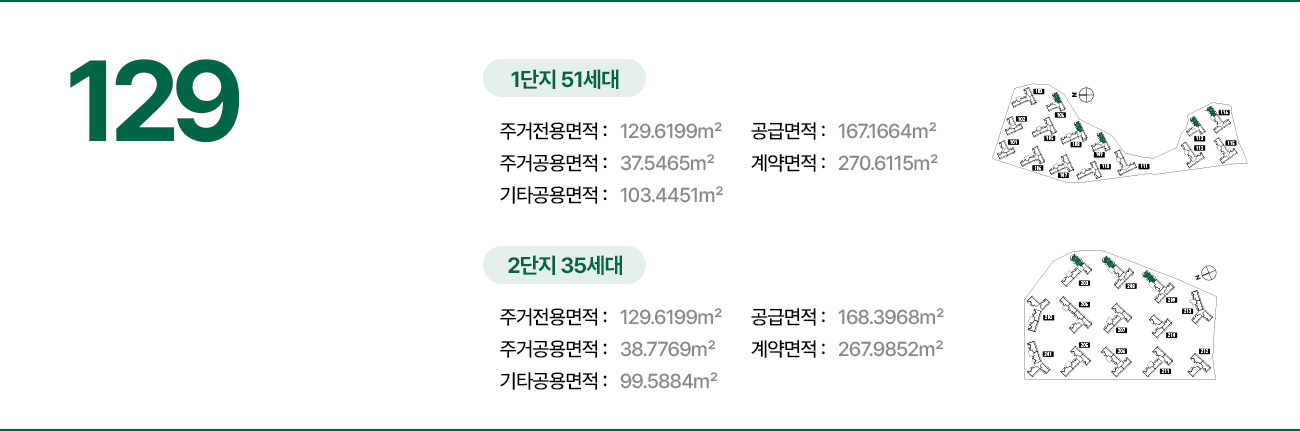 129
1단지 51세대
주거전용면적 : 129.6199m² 공급면적 : 167.1664m²
주거공용면적 : 37.5465m² 계약면적 : 270.6115m²
기타공용면적 : 103.4451m²
2단지 35세대
주거전용면적 : 129.6199m² 공급면적 : 168.3968m²
주거공용면적 : 38.7769m² 계약면적 : 267.9852m²
기타공용면적 : 99.5884m²